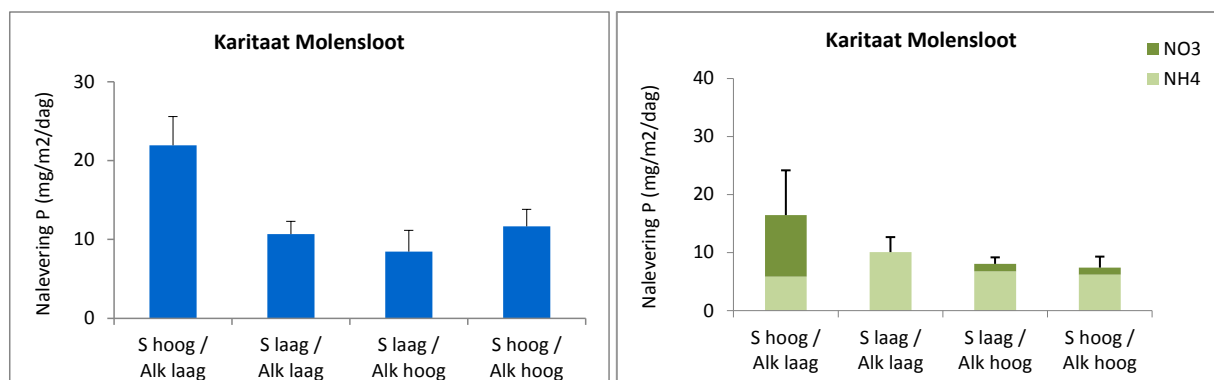 Karitaat Molensloot
Nalevering P (mg/m2/dag)
30
20
10
0
S hoog /
Alk laag
S laag /
Alk laag
S laag /
Alk hoog
S hoog /
Alk hoog
Karitaat Molensloot
NO3
NH4
Nalevering P (mg/m2/dag)
40
30
20
10
0
S hoog /
Alk laag
S laag /
Alk laag
S laag /
Alk hoog
S hoog /
Alk hoog